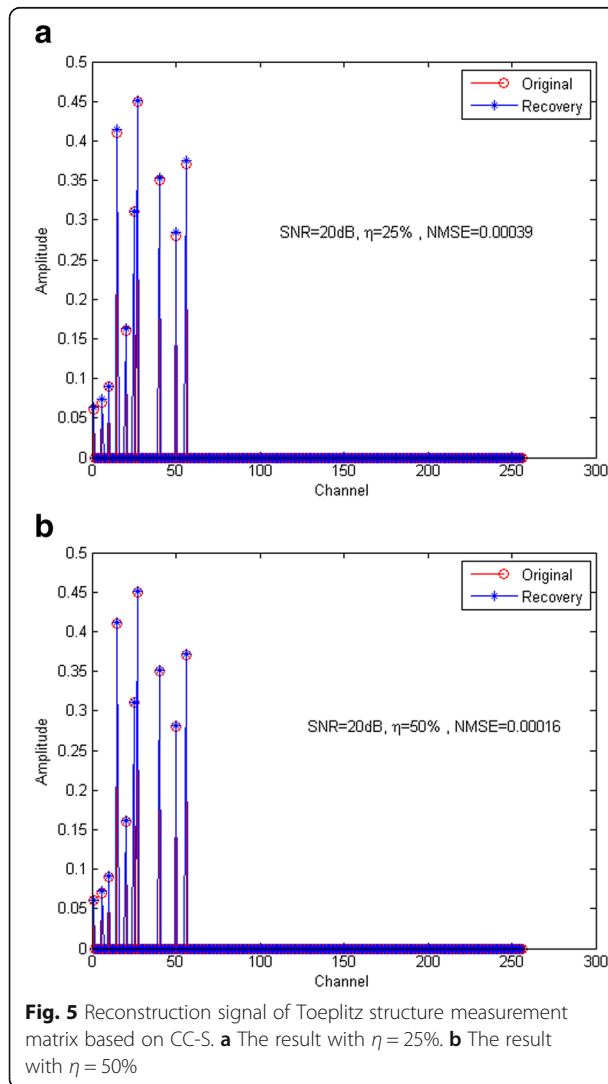 a
0.5
0.45
0.4
0.35
0.3
0.25
0.2
0.15
0.1
0.05
0
Amplitude
Original
Recovery
SNR=20dB, η=25% , NMSE=0.00039
0 50 100 150 200 250 300
Channel
b
0.5
0.45
0.4
0.35
0.3
0.25
0.2
0.15
0.1
0.05
0
Amplitude
Original
Recovery
SNR=20dB, η=50% , NMSE=0.00016
0 50 100 150 200 250 300
Channel
Fig. 5 Reconstruction signal of Toeplitz structure measurement
matrix based on CC-S. a The result with η = 25%. b The result
with η = 50%